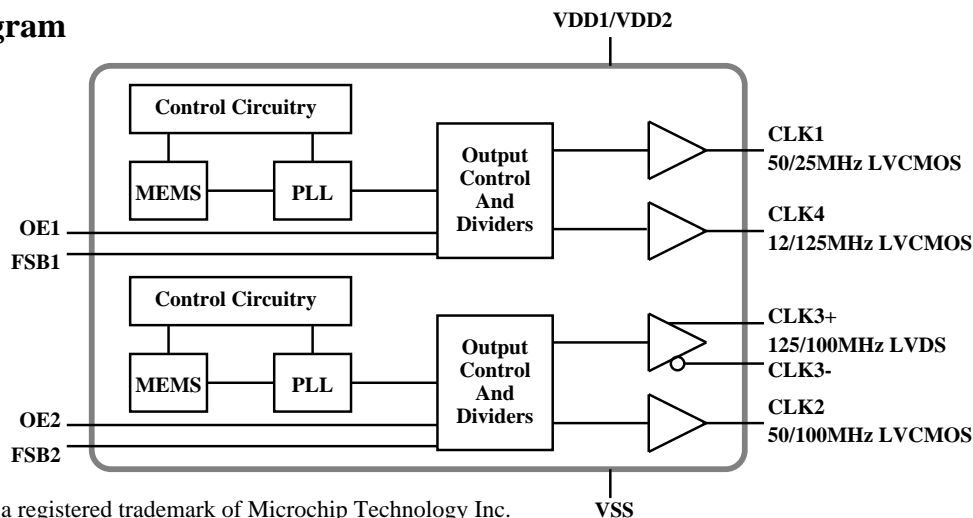 gram
VDD1/VDD2
Control Circuitry
MEMS
PLL
Output
Control
And
Dividers
CLK1
50/25MHz LVCMOS
CLK4
12/125MHz LVCMOS
OE1
FSB1
Control Circuitry
MEMS
PLL
Output
Control
And
Dividers
CLK3+
125/100MHz LVDS
CLK3-
CLK2
50/100MHz LVCMOS
OE2
FSB2
a registered trademark of Microchip Technology Inc.
VSS